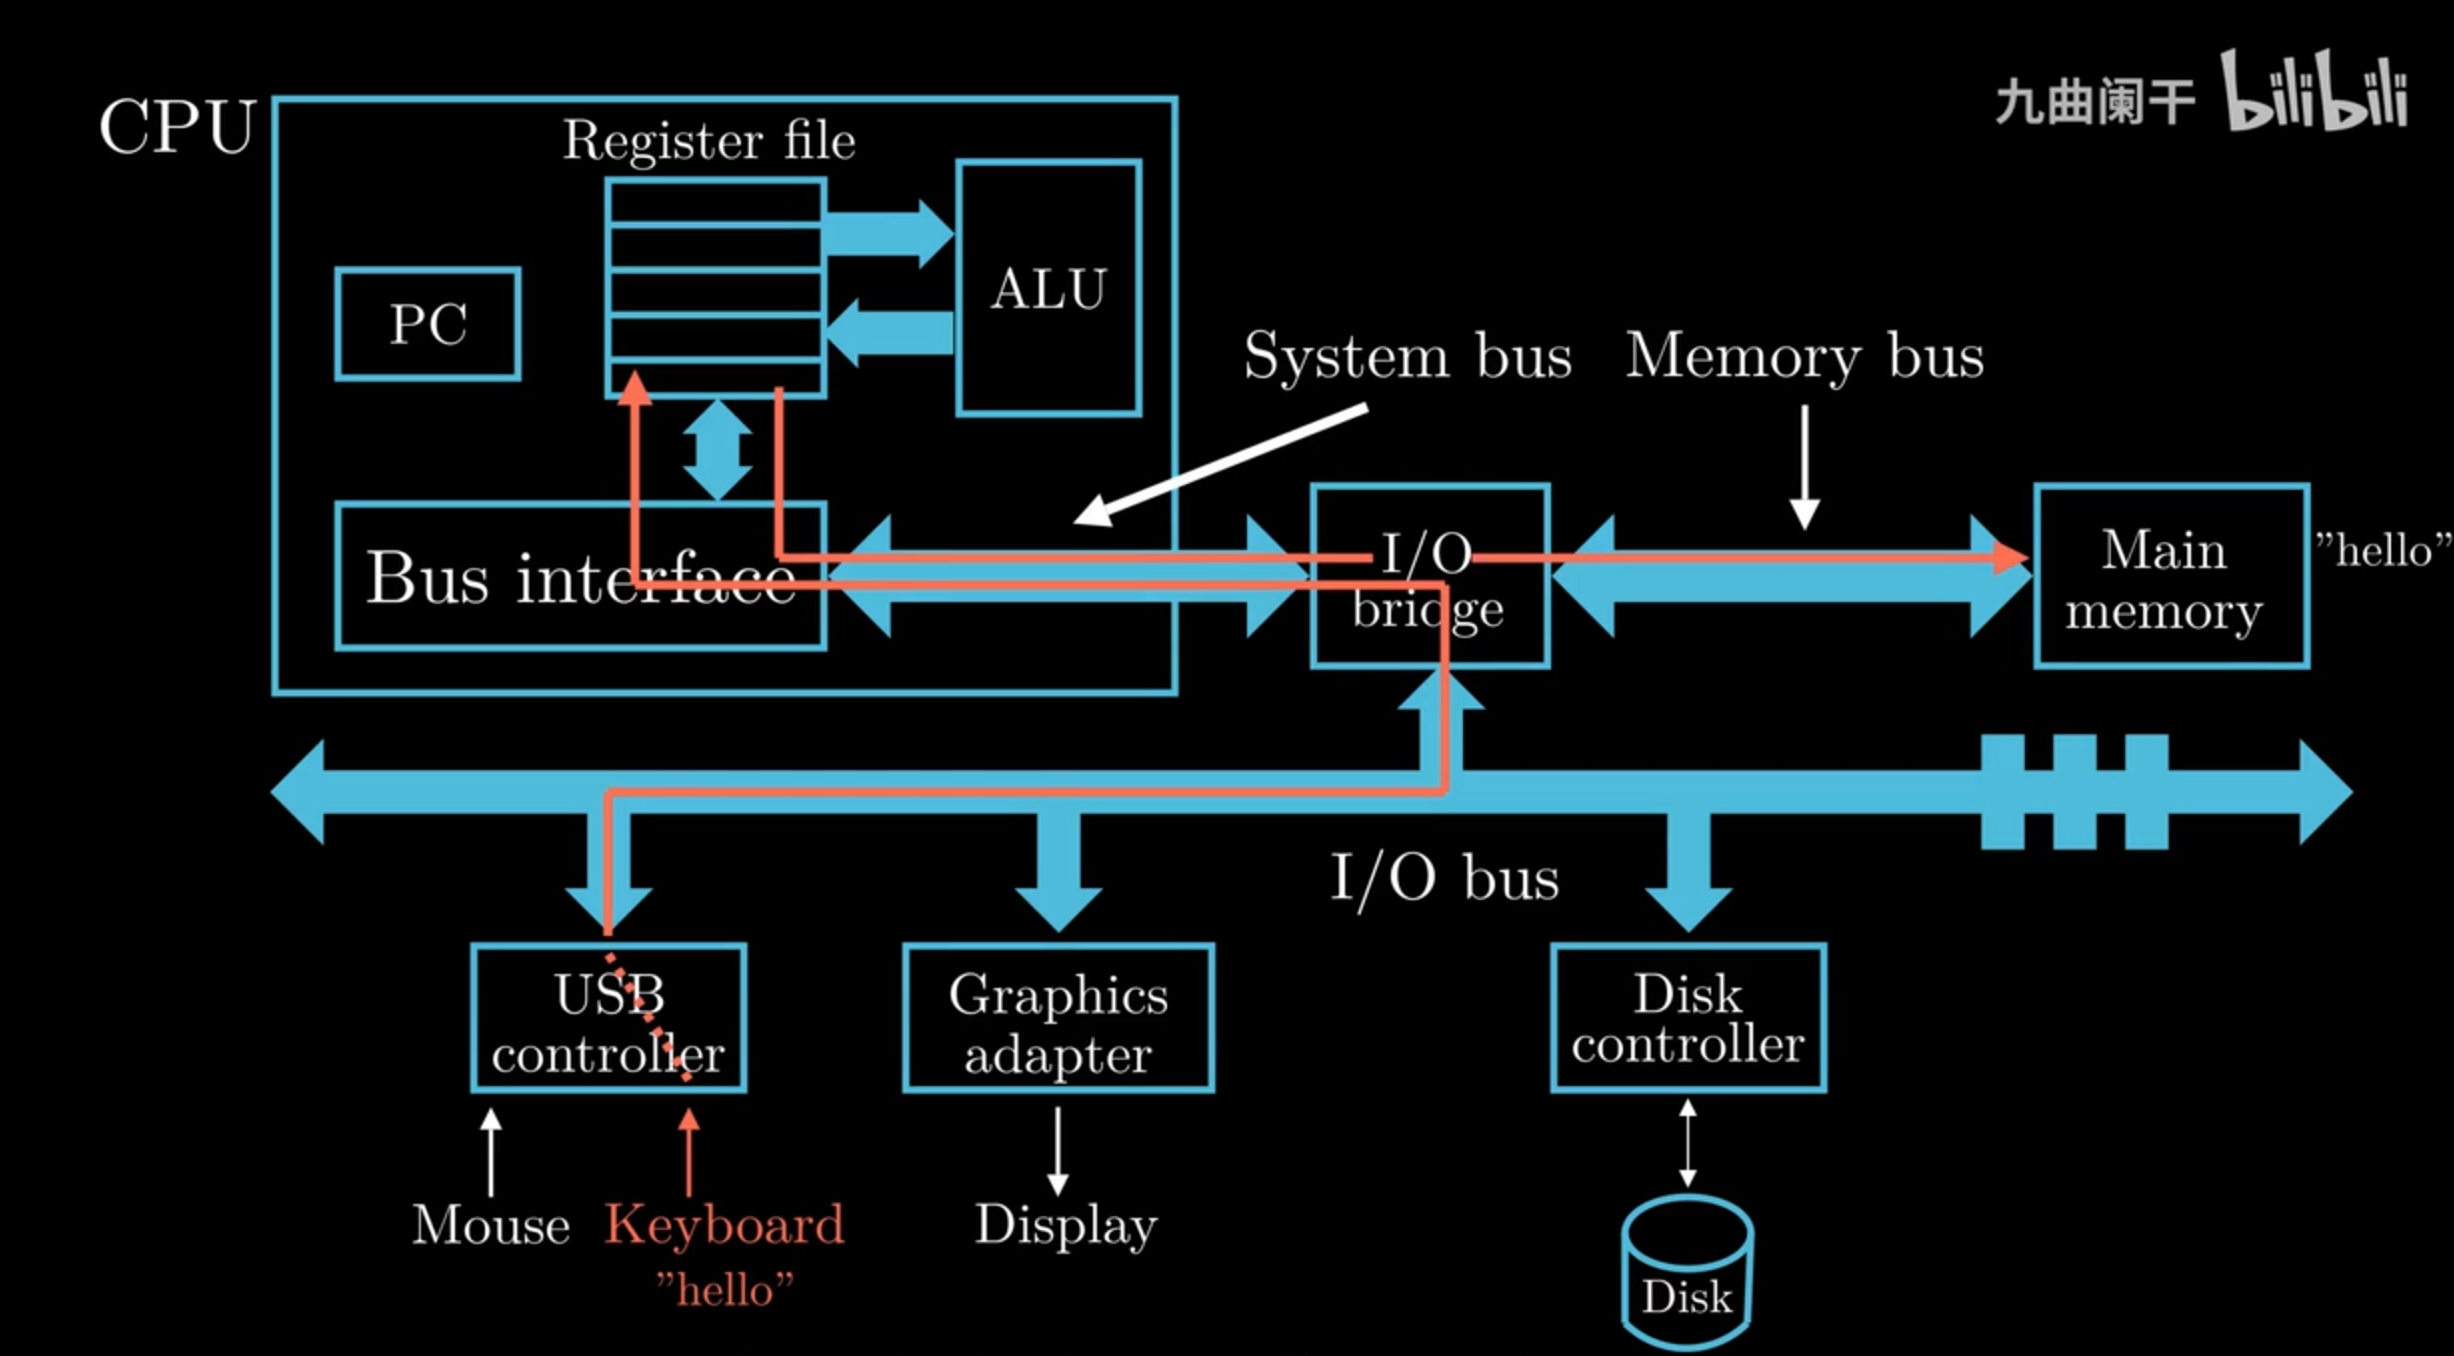 九曲阑干 bilibili
CPU
Register file
ALU
PC
System bus
Memory bus
Bus interface
I/O
bridge
Main
memory
"hello"
I/O bus
USB
controller
Graphics
adapter
Disk
controller
Mouse
Keyboard
"hello"
Display
Disk